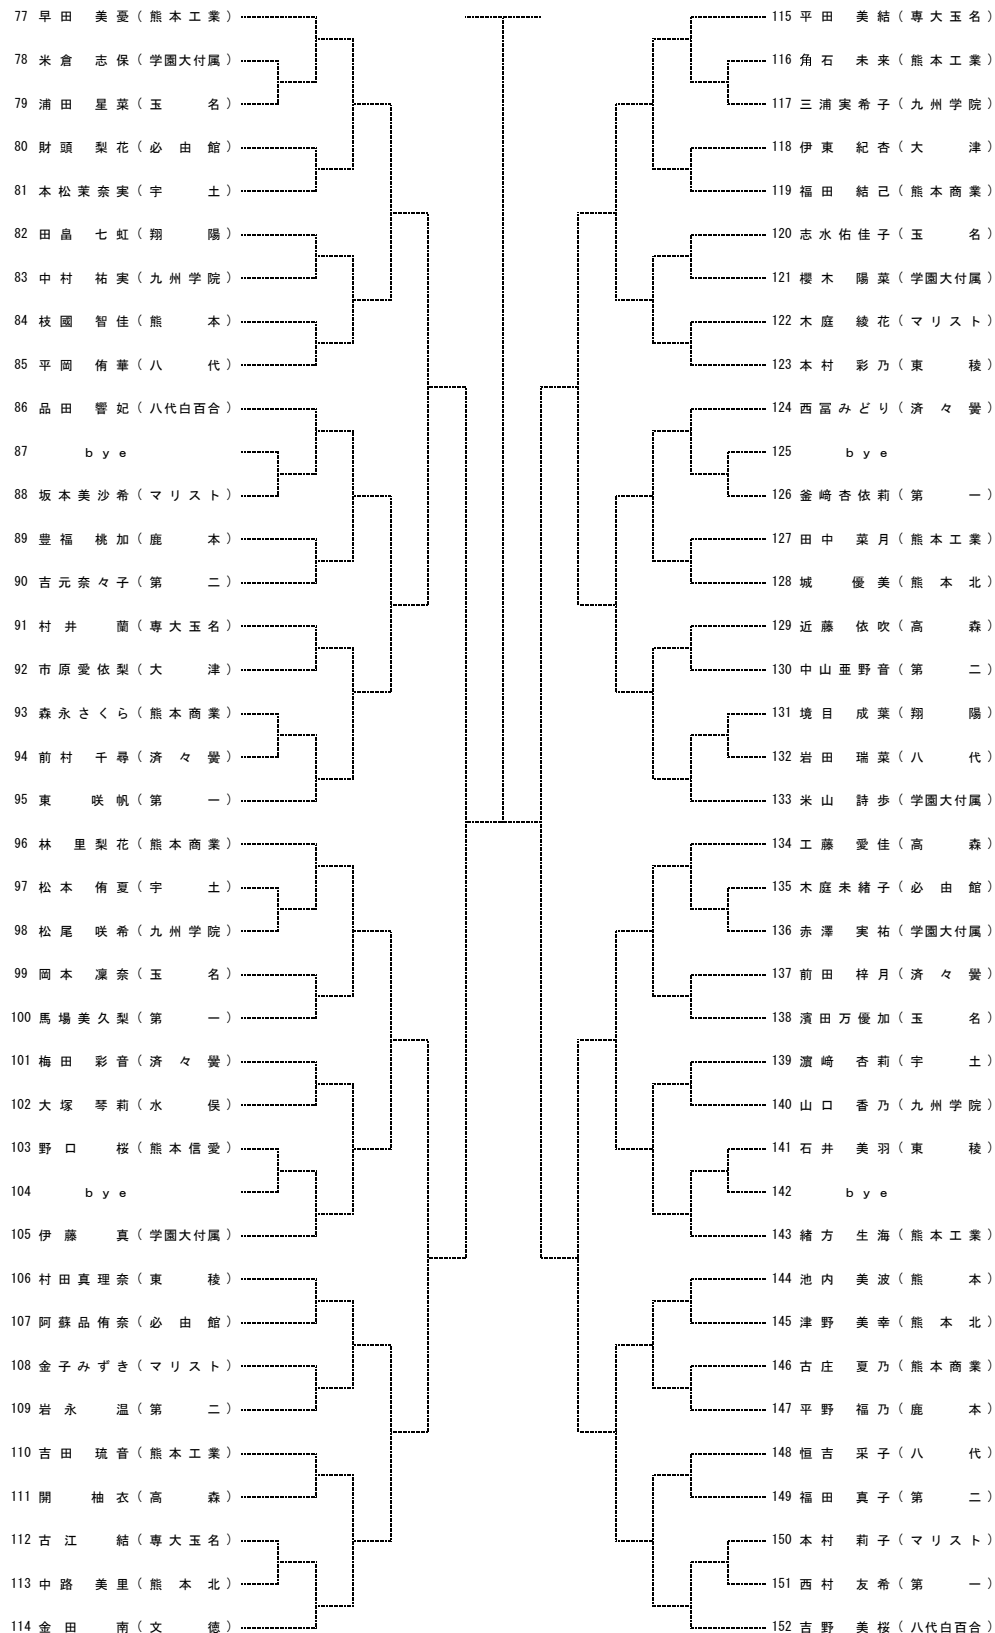 77 早田 美憂（熊本工業）
78 米倉 志保（学園大付属）
79 浦田 星菜（玉名）
80 財頭 梨花（必由館）
81 本松茉奈実（宇土）
82 田畠 七虹（翔陽）
83 中村 祐実（九州学院）
84 枝國 智佳（熊本）
85 平岡 侑華（八代）
86 品田 響妃（八代白百合）
87 ｂｙｅ
88 坂本美沙希（マリスト）
89 豊福 桃加（鹿本）
90 吉元奈々子（第二）
91 村井 蘭（専大玉名）
92 市原愛依梨（大津）
93 森永さくら（熊本商業）
94 前村 千尋（済々黌）
95 東 咲帆（第一）
96 林 里梨花（熊本商業）
97 松本 侑夏（宇土）
98 松尾 咲希（九州学院）
99 岡本 凜奈（玉名）
100 馬場美久梨（第一）
101 梅田 彩音（済々黌）
102 大塚 琴莉（水俣）
103 野口 桜（熊本信愛）
104 ｂｙｅ
105 伊藤 真（学園大付属）
106 村田真理奈（東稜）
107 阿蘇品侑奈（必由館）
108 金子みずき（マリスト）
109 岩永 温（第二）
110 吉田 琉音（熊本工業）
111 開 柚衣（高森）
112 古江 結（専大玉名）
113 中路 美里（熊本北）
114 金田 南（文徳）
115 平田 美結（専大玉名）
116 角石 未来（熊本工業）
117 三浦実希子（九州学院）
118 伊東 紀杏（大津）
119 福田 結己（熊本商業）
120 志水佑佳子（玉名）
121 櫻木 陽菜（学園大付属）
122 木庭 綾花（マリスト）
123 本村 彩乃（東稜）
124 西冨みどり（済々黌）
125 ｂｙｅ
126 釜﨑杏依莉（第一）
127 田中 菜月（熊本工業）
128 城 優美（熊本北）
129 近藤 依吹（高森）
130 中山亜野音（第二）
131 境目 成葉（翔陽）
132 岩田 瑞菜（八代）
133 米山 詩歩（学園大付属）
134 工藤 愛佳（高森）
135 木庭未緒子（必由館）
136 赤澤 実祐（学園大付属）
137 前田 梓月（済々黌）
138 濱田万優加（玉名）
139 濵﨑 杏莉（宇土）
140 山口 香乃（九州学院）
141 石井 美羽（東稜）
142 ｂｙｅ
143 緒方 生海（熊本工業）
144 池内 美波（熊本）
145 津野 美幸（熊本北）
146 古庄 夏乃（熊本商業）
147 平野 福乃（鹿本）
148 恒吉 采子（八代）
149 福田 真子（第二）
150 本村 莉子（マリスト）
151 西村 友希（第一）
152 吉野 美桜（八代白百合）